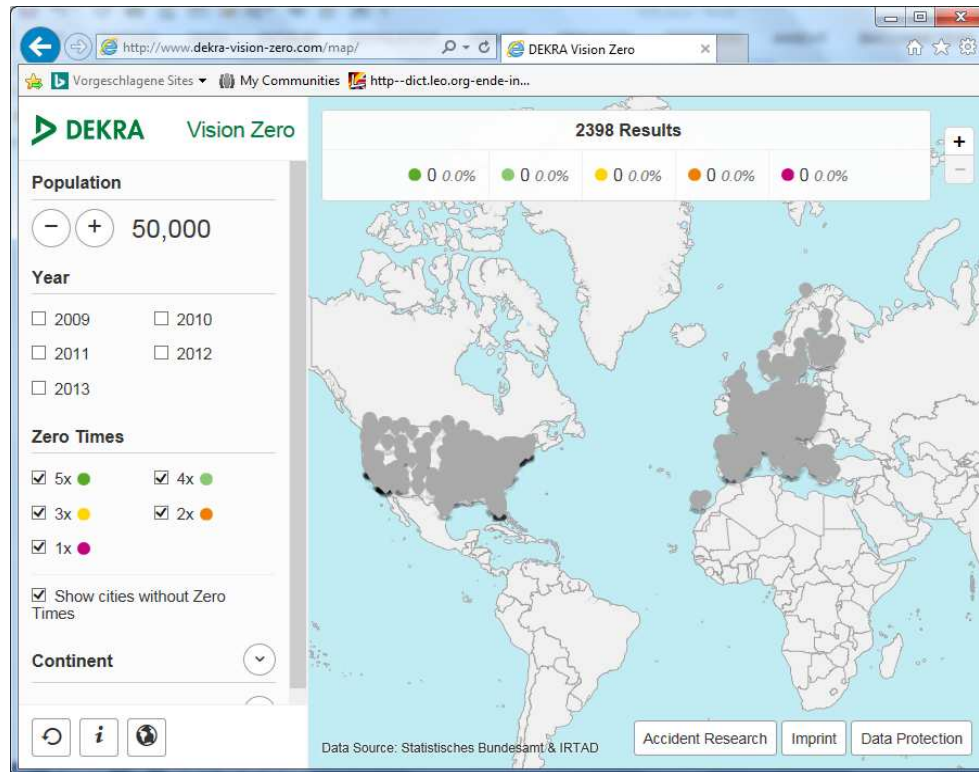 http://www.dekra-vision-zero.com/map/
DEKRA Vision Zero
Vorgeschlagene Sites
My Communities
http--dict.leo.org-ende-in...
DEKRA Vision Zero
Population
50,000
Year
2009 2010
2011 2012
2013
Zero Times
5x 4x
3x 2x
1x
Show cities without Zero
Times
Continent
i
2398 Results
0 0.0% 0 0.0% 0 0.0% 0 0.0% 0 0.0%
+
−
Data Source: Statistisches Bundesamt & IRTAD
Accident Research Imprint Data Protection